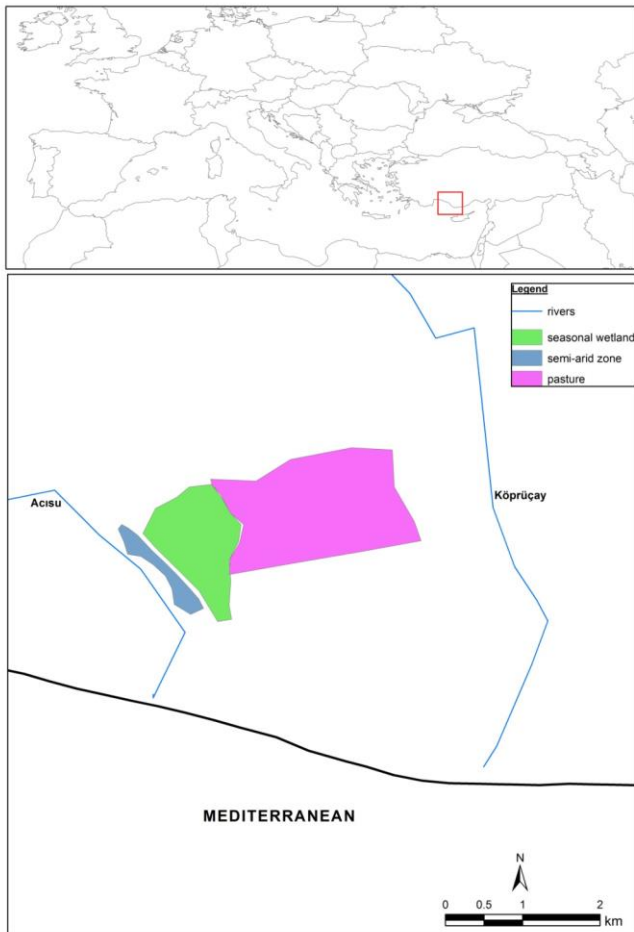 Legend
rivers
seasonal wetland
semi-arid zone
pasture
Acısu
Köprüçay
MEDITERRANEAN
N
0 0.5 1 2
km